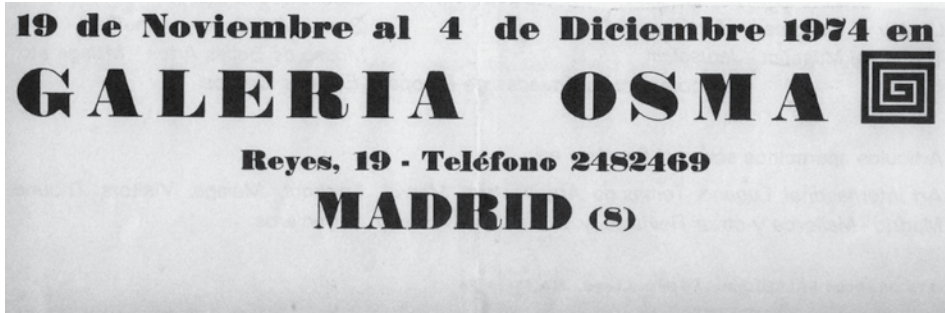 19 de Noviembre al 4 de Diciembre 1974 en
GALERIA OSMA
Reyes, 19 - Teléfono 2482469
MADRID (8)